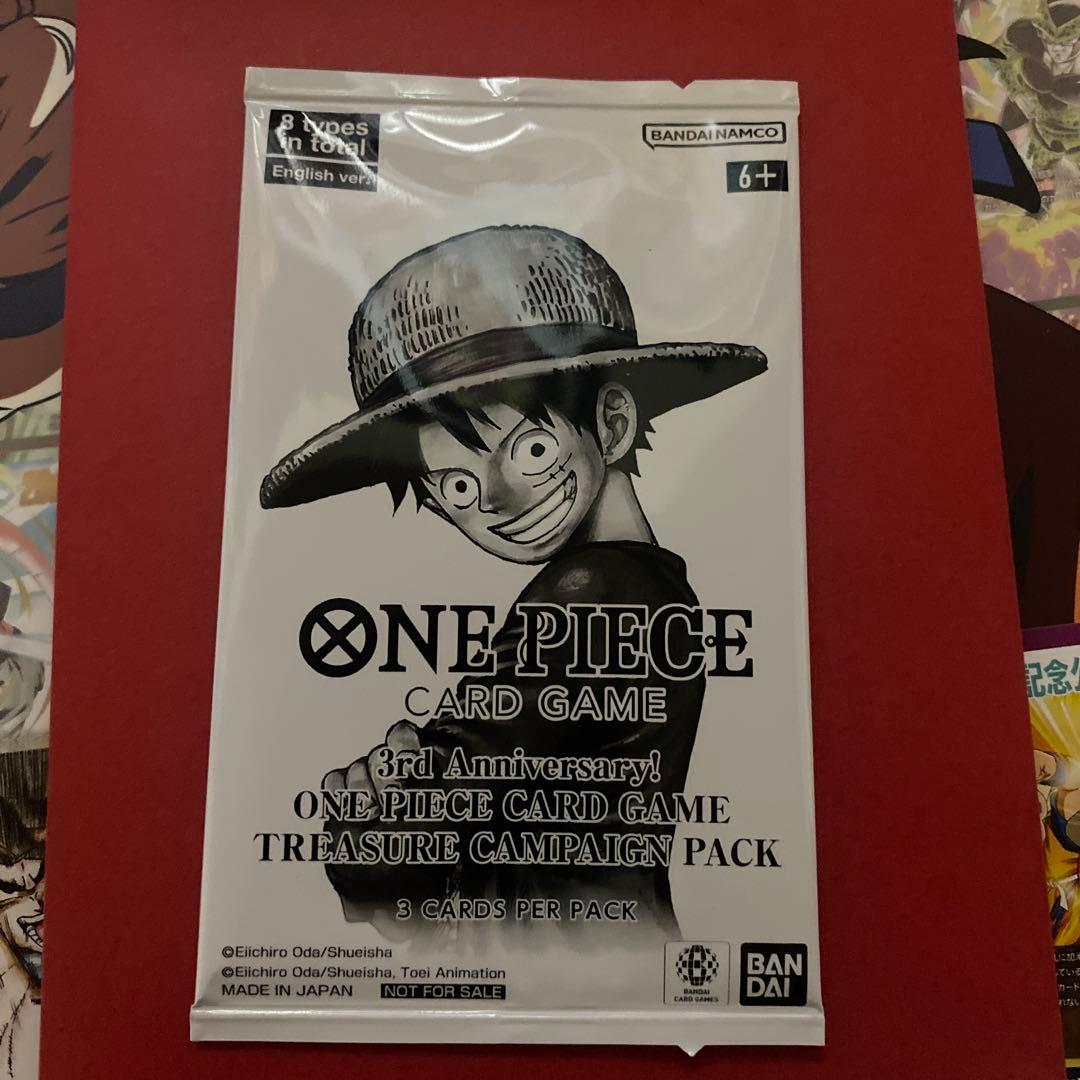 8 types
in total
English ver.
BANDAI NAMCO
6+
ONE PIECE
CARD GAME
3rd Anniversary!
ONE PIECE CARD GAME
TREASURE CAMPAIGN PACK
3 CARDS PER PACK
©Eiichiro Oda/Shueisha
©Eiichiro Oda/Shueisha, Toei Animation
MADE IN JAPAN NOT FOR SALE
BANDAI
CARD GAMES
BAN
DAI
記念